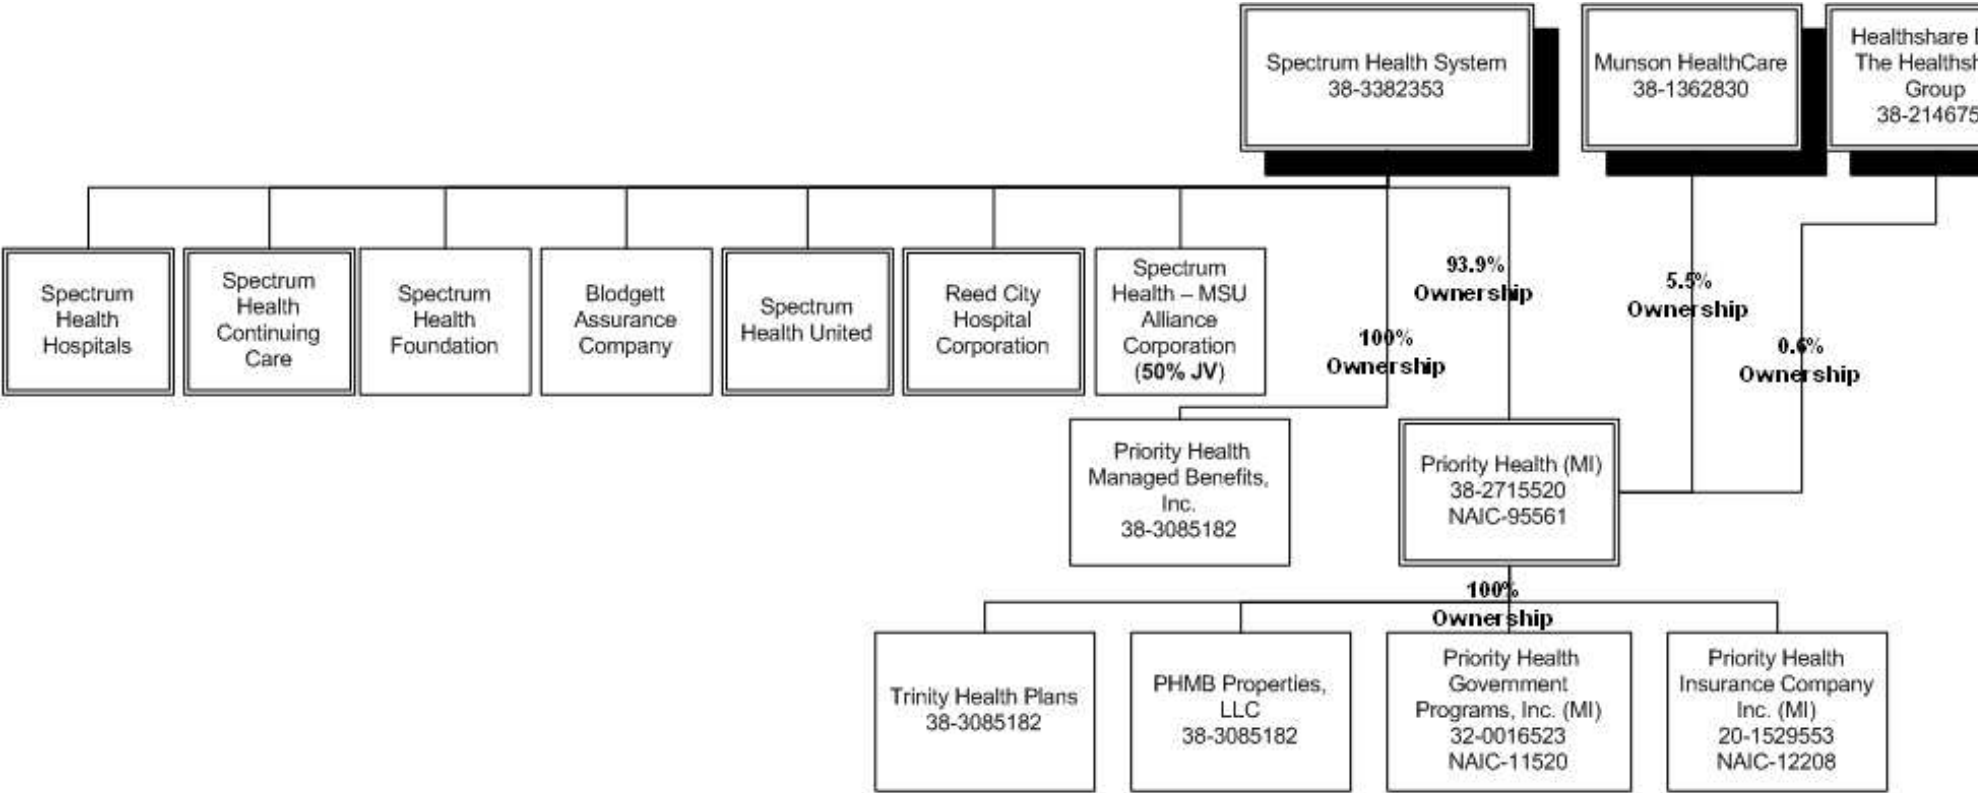 Spectrum Health System
38-3382353
Munson HealthCare
38-1362830
Healthshare
The
Group
Spectrum
Health
Hospitals
Spectrum
Health
Continuing
Care
Spectrum
Health
Foundation
Blodgett
Assurance
Company
Spectrum
Health United
Reed City
Hospital
Corporation
Spectrum
Health – MSU
Alliance
Corporation
(50% JV)
100%
Ownership
93.9%
Ownership
5.5%
Ownership
0.6%
Ownership
Priority Health
Managed Benefits,
Inc.
38-3085182
Priority Health (MI)
38-2715520
NAIC-95561
100%
Ownership
Trinity Health Plans
38-3085182
PHMB Properties,
LLC
38-3085182
Priority Health
Government
Programs, Inc. (MI)
32-0016523
NAIC-11520
Priority Health
Insurance Company
Inc. (MI)
20-1529553
NAIC-12208